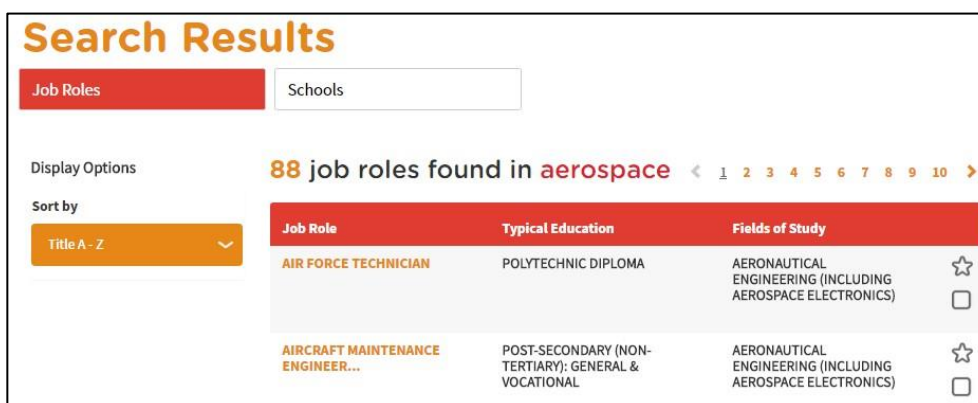 Search Results
Job Roles
Schools
Display Options
Sort by
Title A - Z
88 job roles found in aerospace < 1 2 3 4 5 6 7 8 9 10 >
Job Role Typical Education Fields of Study
AIR FORCE TECHNICIAN POLYTECHNIC DIPLOMA AERONAUTICAL
ENGINEERING (INCLUDING
AEROSPACE ELECTRONICS)
AIRCRAFT MAINTENANCE POST-SECONDARY (NON- AERONAUTICAL
ENGINEER... TERTIARY): GENERAL & ENGINEERING (INCLUDING
VOCATIONAL AEROSPACE ELECTRONICS)